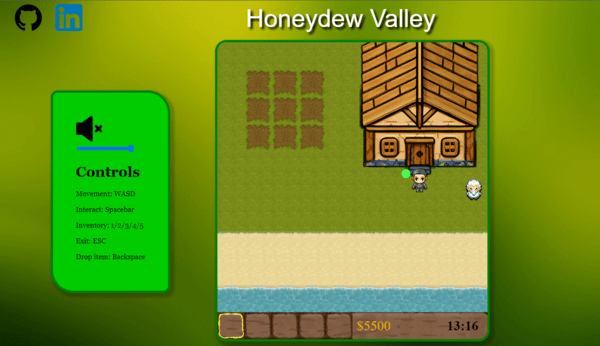 in
Honeydew Valley
Controls
Movement: WASD
Interact: Spacebar
Inventory: 1/2/3/4/5
Exit: ESC
Drop item: Backspace
$5500
13:16